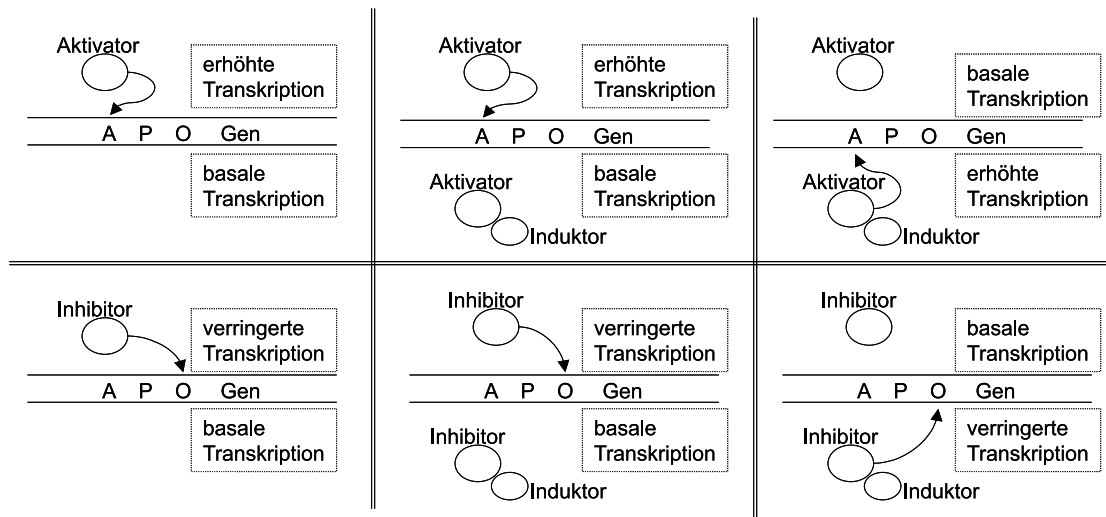 Aktivator
erhöhte
Transkription
A P O Gen
basale
Transkription
Aktivator
erhöhte
Transkription
A P O Gen
Aktivator
basale
Transkription
Induktor
Aktivator
basale
Transkription
A P O Gen
Aktivator
erhöhte
Transkription
Induktor
Inhibitor
verringerte
Transkription
A P O Gen
basale
Transkription
Inhibitor
verringerte
Transkription
A P O Gen
Inhibitor
basale
Transkription
Induktor
Inhibitor
basale
Transkription
A P O Gen
Inhibitor
verringerte
Transkription
Induktor